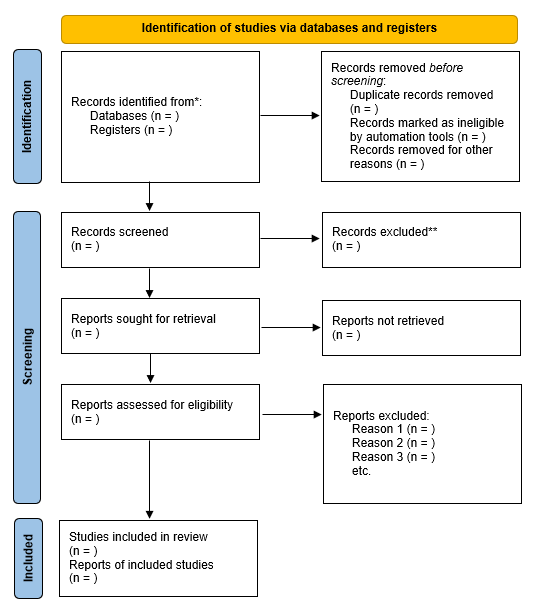 Identification of studies via databases and registers
Identification
Records identified from*:
Databases (n = )
Registers (n = )
Records removed before
screening:
Duplicate records removed
(n = )
Records marked as ineligible
by automation tools (n = )
Records removed for other
reasons (n = )
Screening
Records screened
(n = )
Records excluded**
(n = )
Reports sought for retrieval
(n = )
Reports not retrieved
(n = )
Reports assessed for eligibility
(n = )
Reports excluded:
Reason 1 (n = )
Reason 2 (n = )
Reason 3 (n = )
etc.
Included
Studies included in review
(n = )
Reports of included studies
(n = )